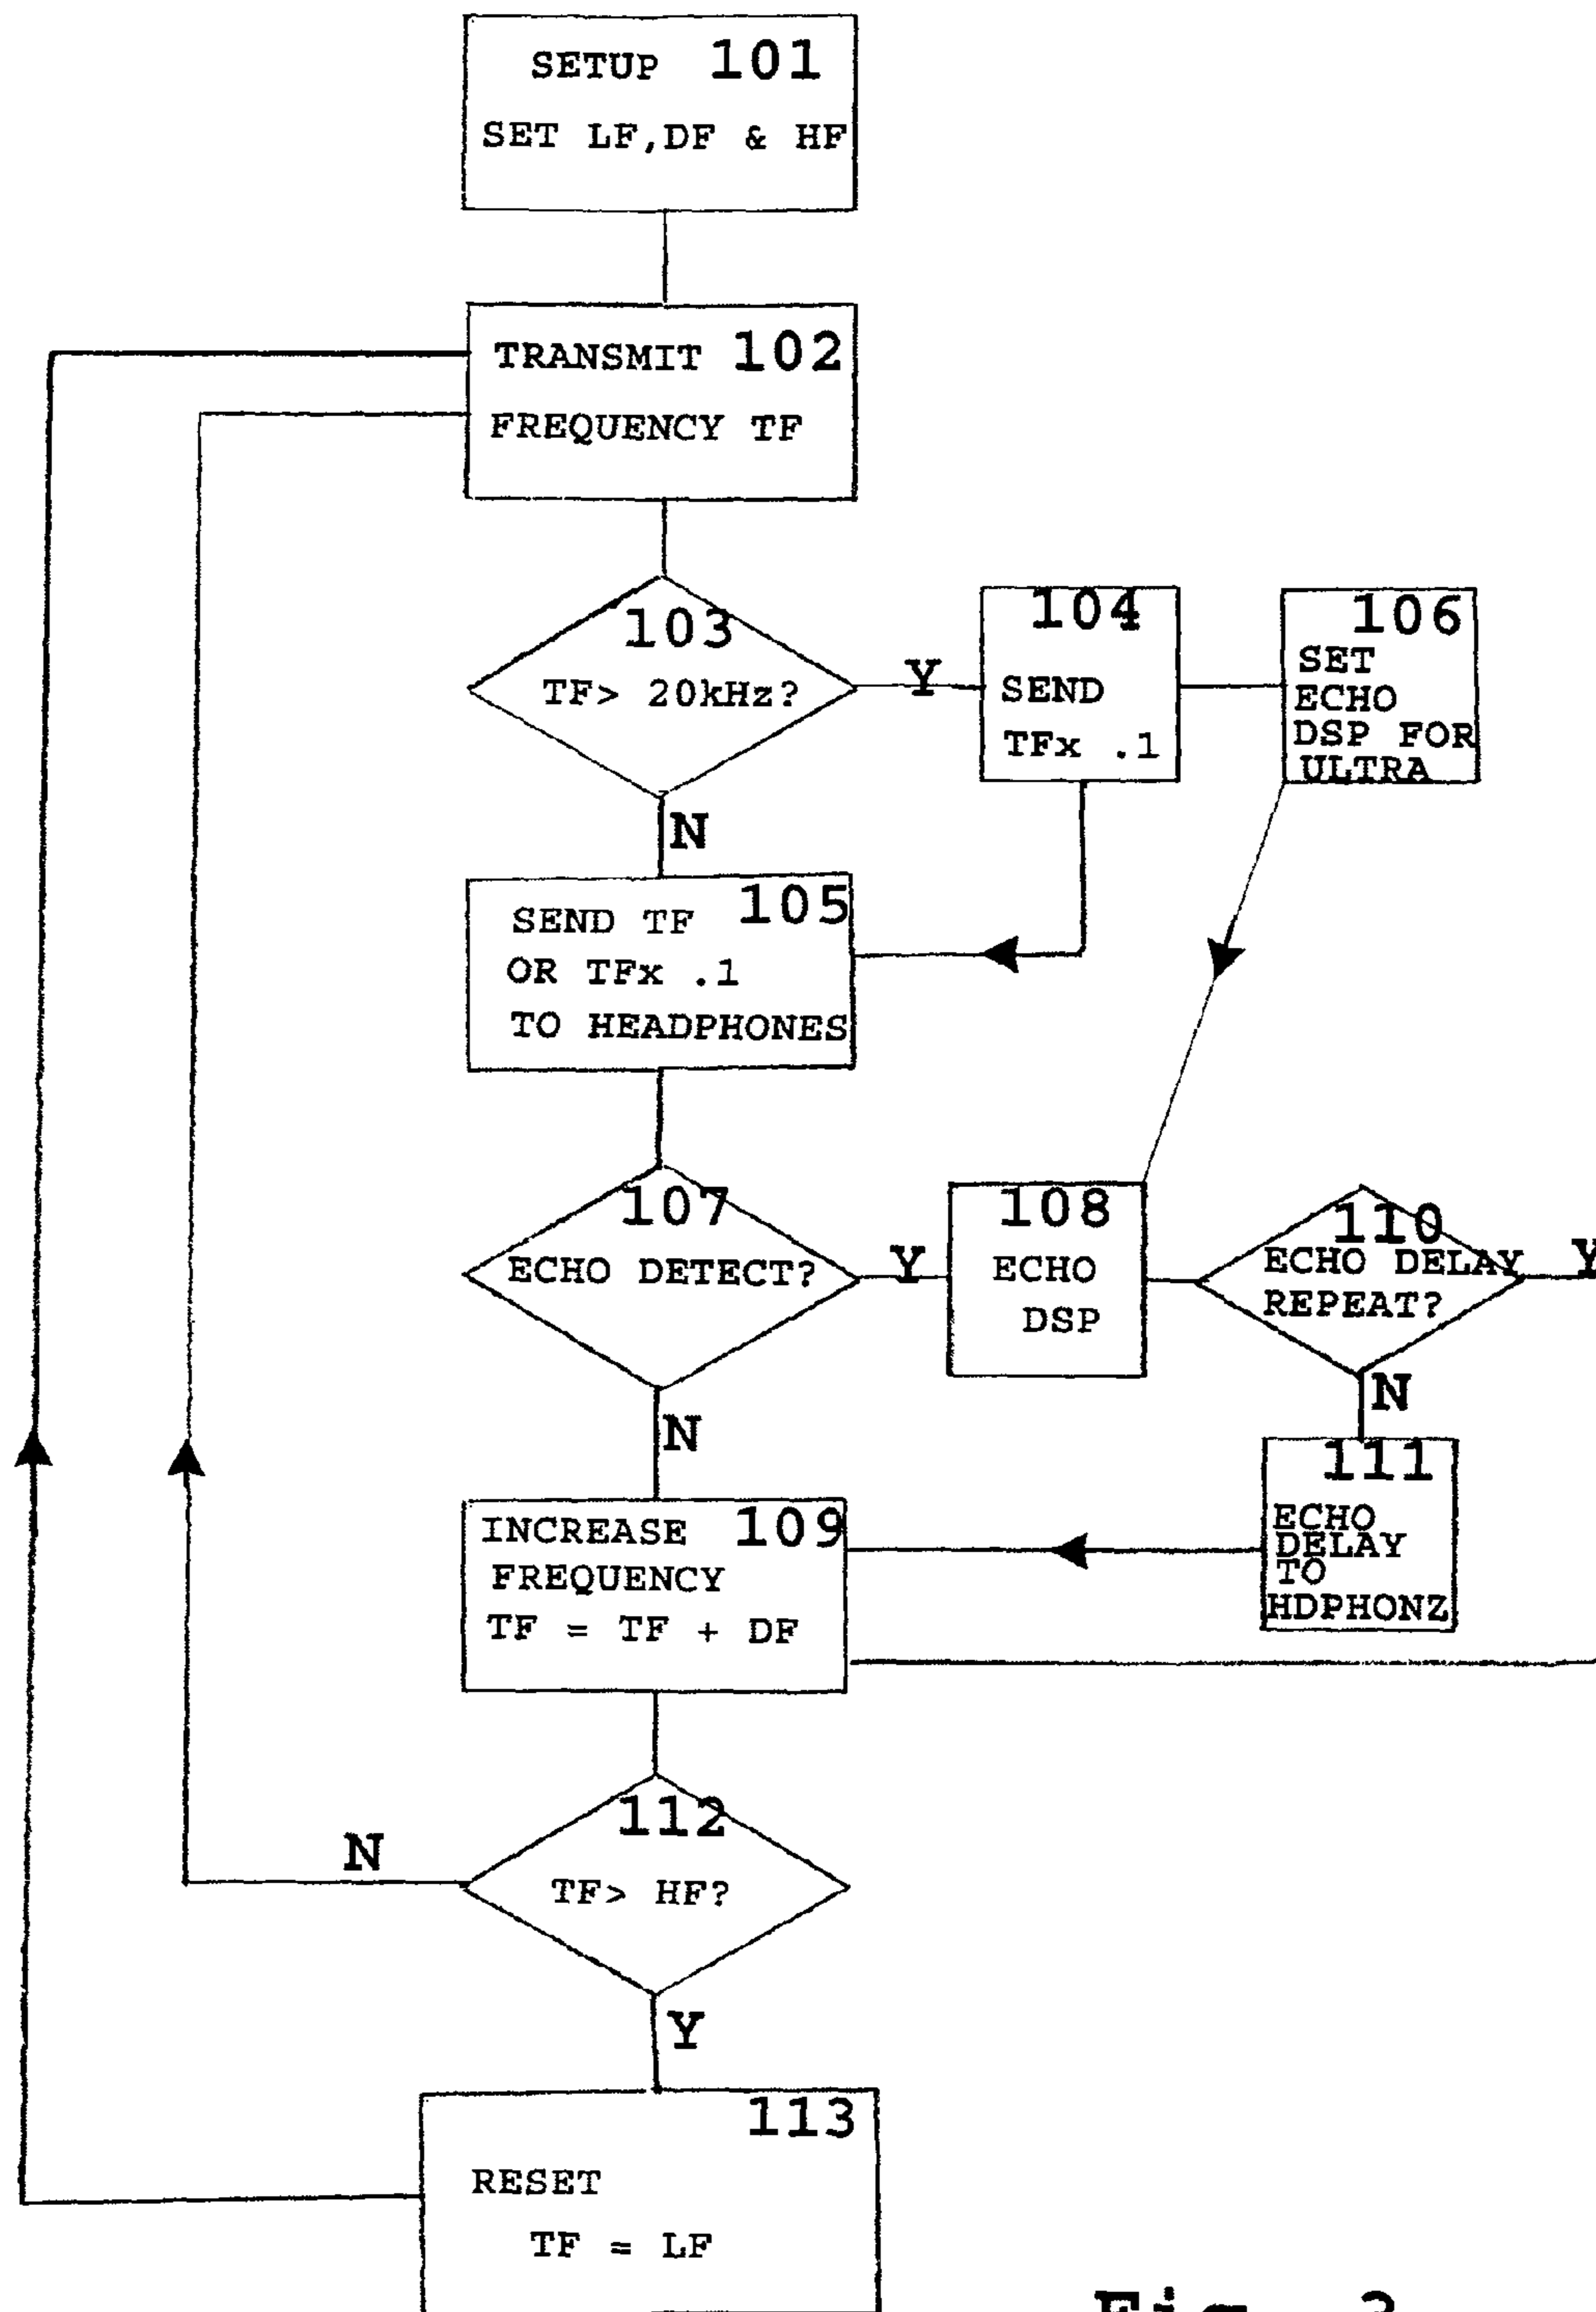 SETUP 101
SET LF,DF & HF
TRANSMIT 102
FREQUENCY TF
103
TF> 20kHz?
Y
N
104
SEND
TFx .1
106
SET
ECHO
DSP FOR
ULTRA
SEND TF 105
OR TFx .1
TO HEADPHONES
107
ECHO DETECT?
Y
N
108
ECHO
DSP
110
ECHO DELAY
REPEAT?
Y
N
111
ECHO
DELAY
TO
HDPHONZ
INCREASE 109
FREQUENCY
TF = TF + DF
112
TF> HF?
N
Y
113
RESET
TF = LF
Fig. 3